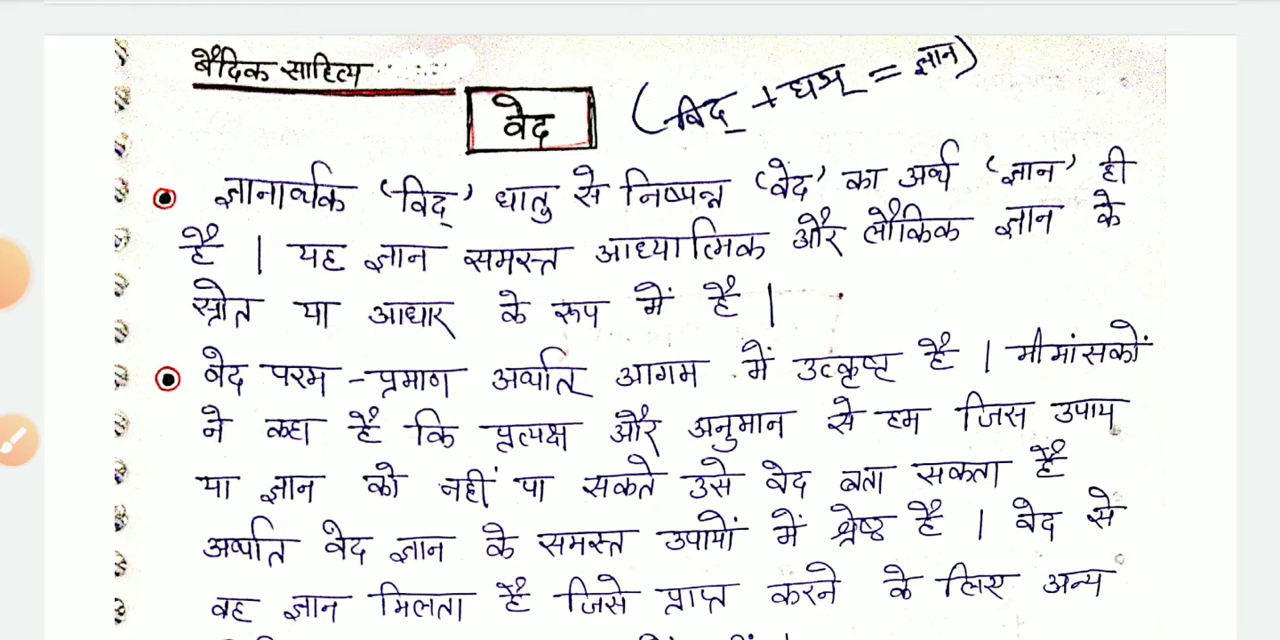 वैदिक साहित्य
वेद
(विद् + घञ् = ज्ञान)
ज्ञानार्थक 'विद्' धातु से निष्पन्न 'वेद' का अर्थ 'ज्ञान' ही
है | यह ज्ञान समस्त आध्यात्मिक और लौकिक ज्ञान के
स्रोत या आधार के रूप में है |
वेद परम - प्रमाण अर्थात् आगम में उत्कृष्ट है | मीमांसकों
ने कहा है कि प्रत्यक्ष और अनुमान से हम जिस उपाय
या ज्ञान को नहीं पा सकते उसे वेद बता सकता है
अर्थात वेद ज्ञान के समस्त उपायों में श्रेष्ठ है | वेद से
वह ज्ञान मिलता है जिसे प्राप्त करने के लिए अन्य